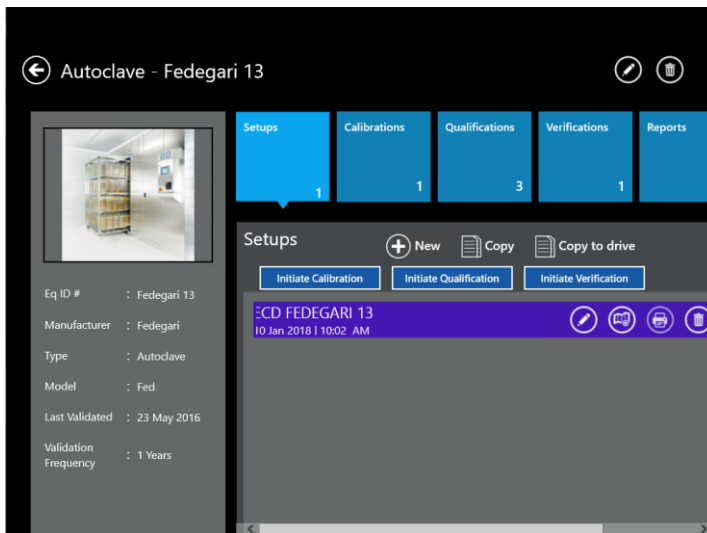 Autoclave - Fedegari 13
Setups
1
Calibrations
1
Qualifications
3
Verifications
1
Reports
Eq ID # : Fedegari 13
Manufacturer : Fedegari
Type : Autoclave
Model : Fed
Last Validated : 23 May 2016
Validation
Frequency : 1 Years
Setups
New
Copy
Copy to drive
Initiate Calibration
Initiate Qualification
Initiate Verification
ECD FEDEGARI 13
10 Jan 2018 | 10:02 AM